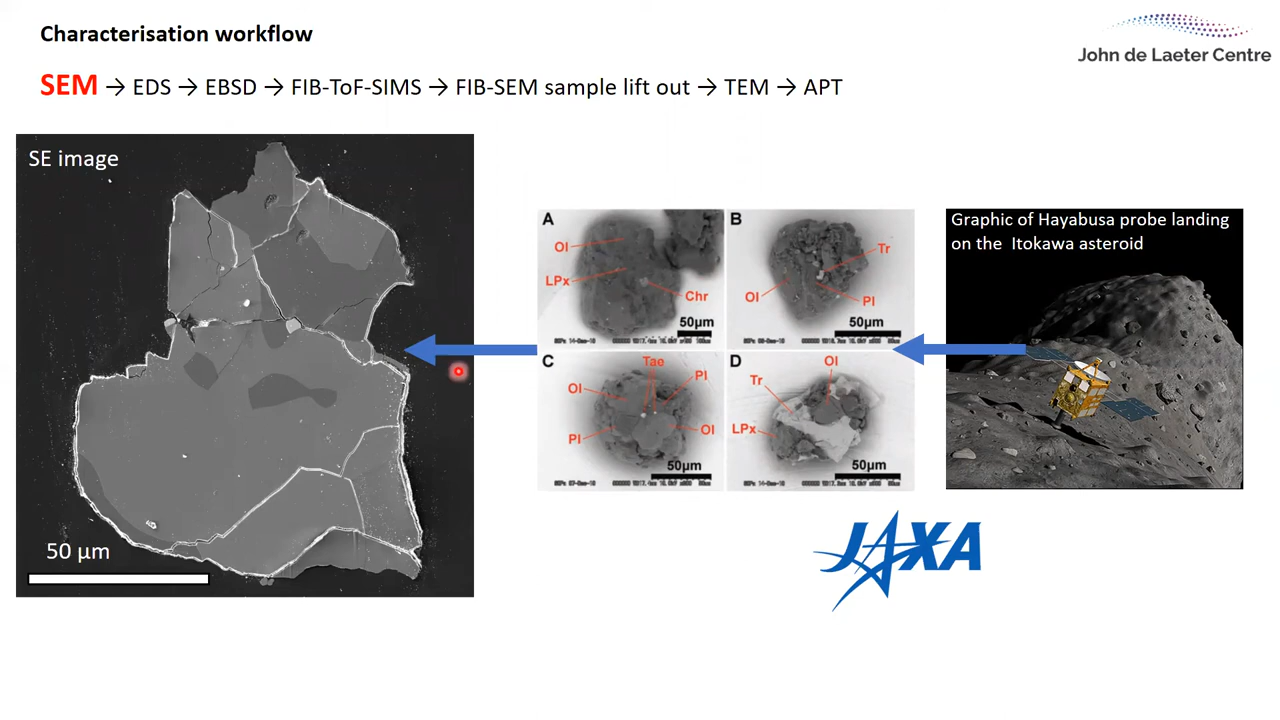 Characterisation workflow
John de Laeter Centre
SEM → EDS → EBSD → FIB-ToF-SIMS → FIB-SEM sample lift out → TEM → APT
SE image
50 µm
A
Ol
LPx
Chr
50µm
B
Tr
Ol
Pl
50µm
C
Tae
Ol
Pl
Pl
Ol
50µm
D
Ol
Tr
LPx
50µm
Graphic of Hayabusa probe landing
on the Itokawa asteroid
JAXA